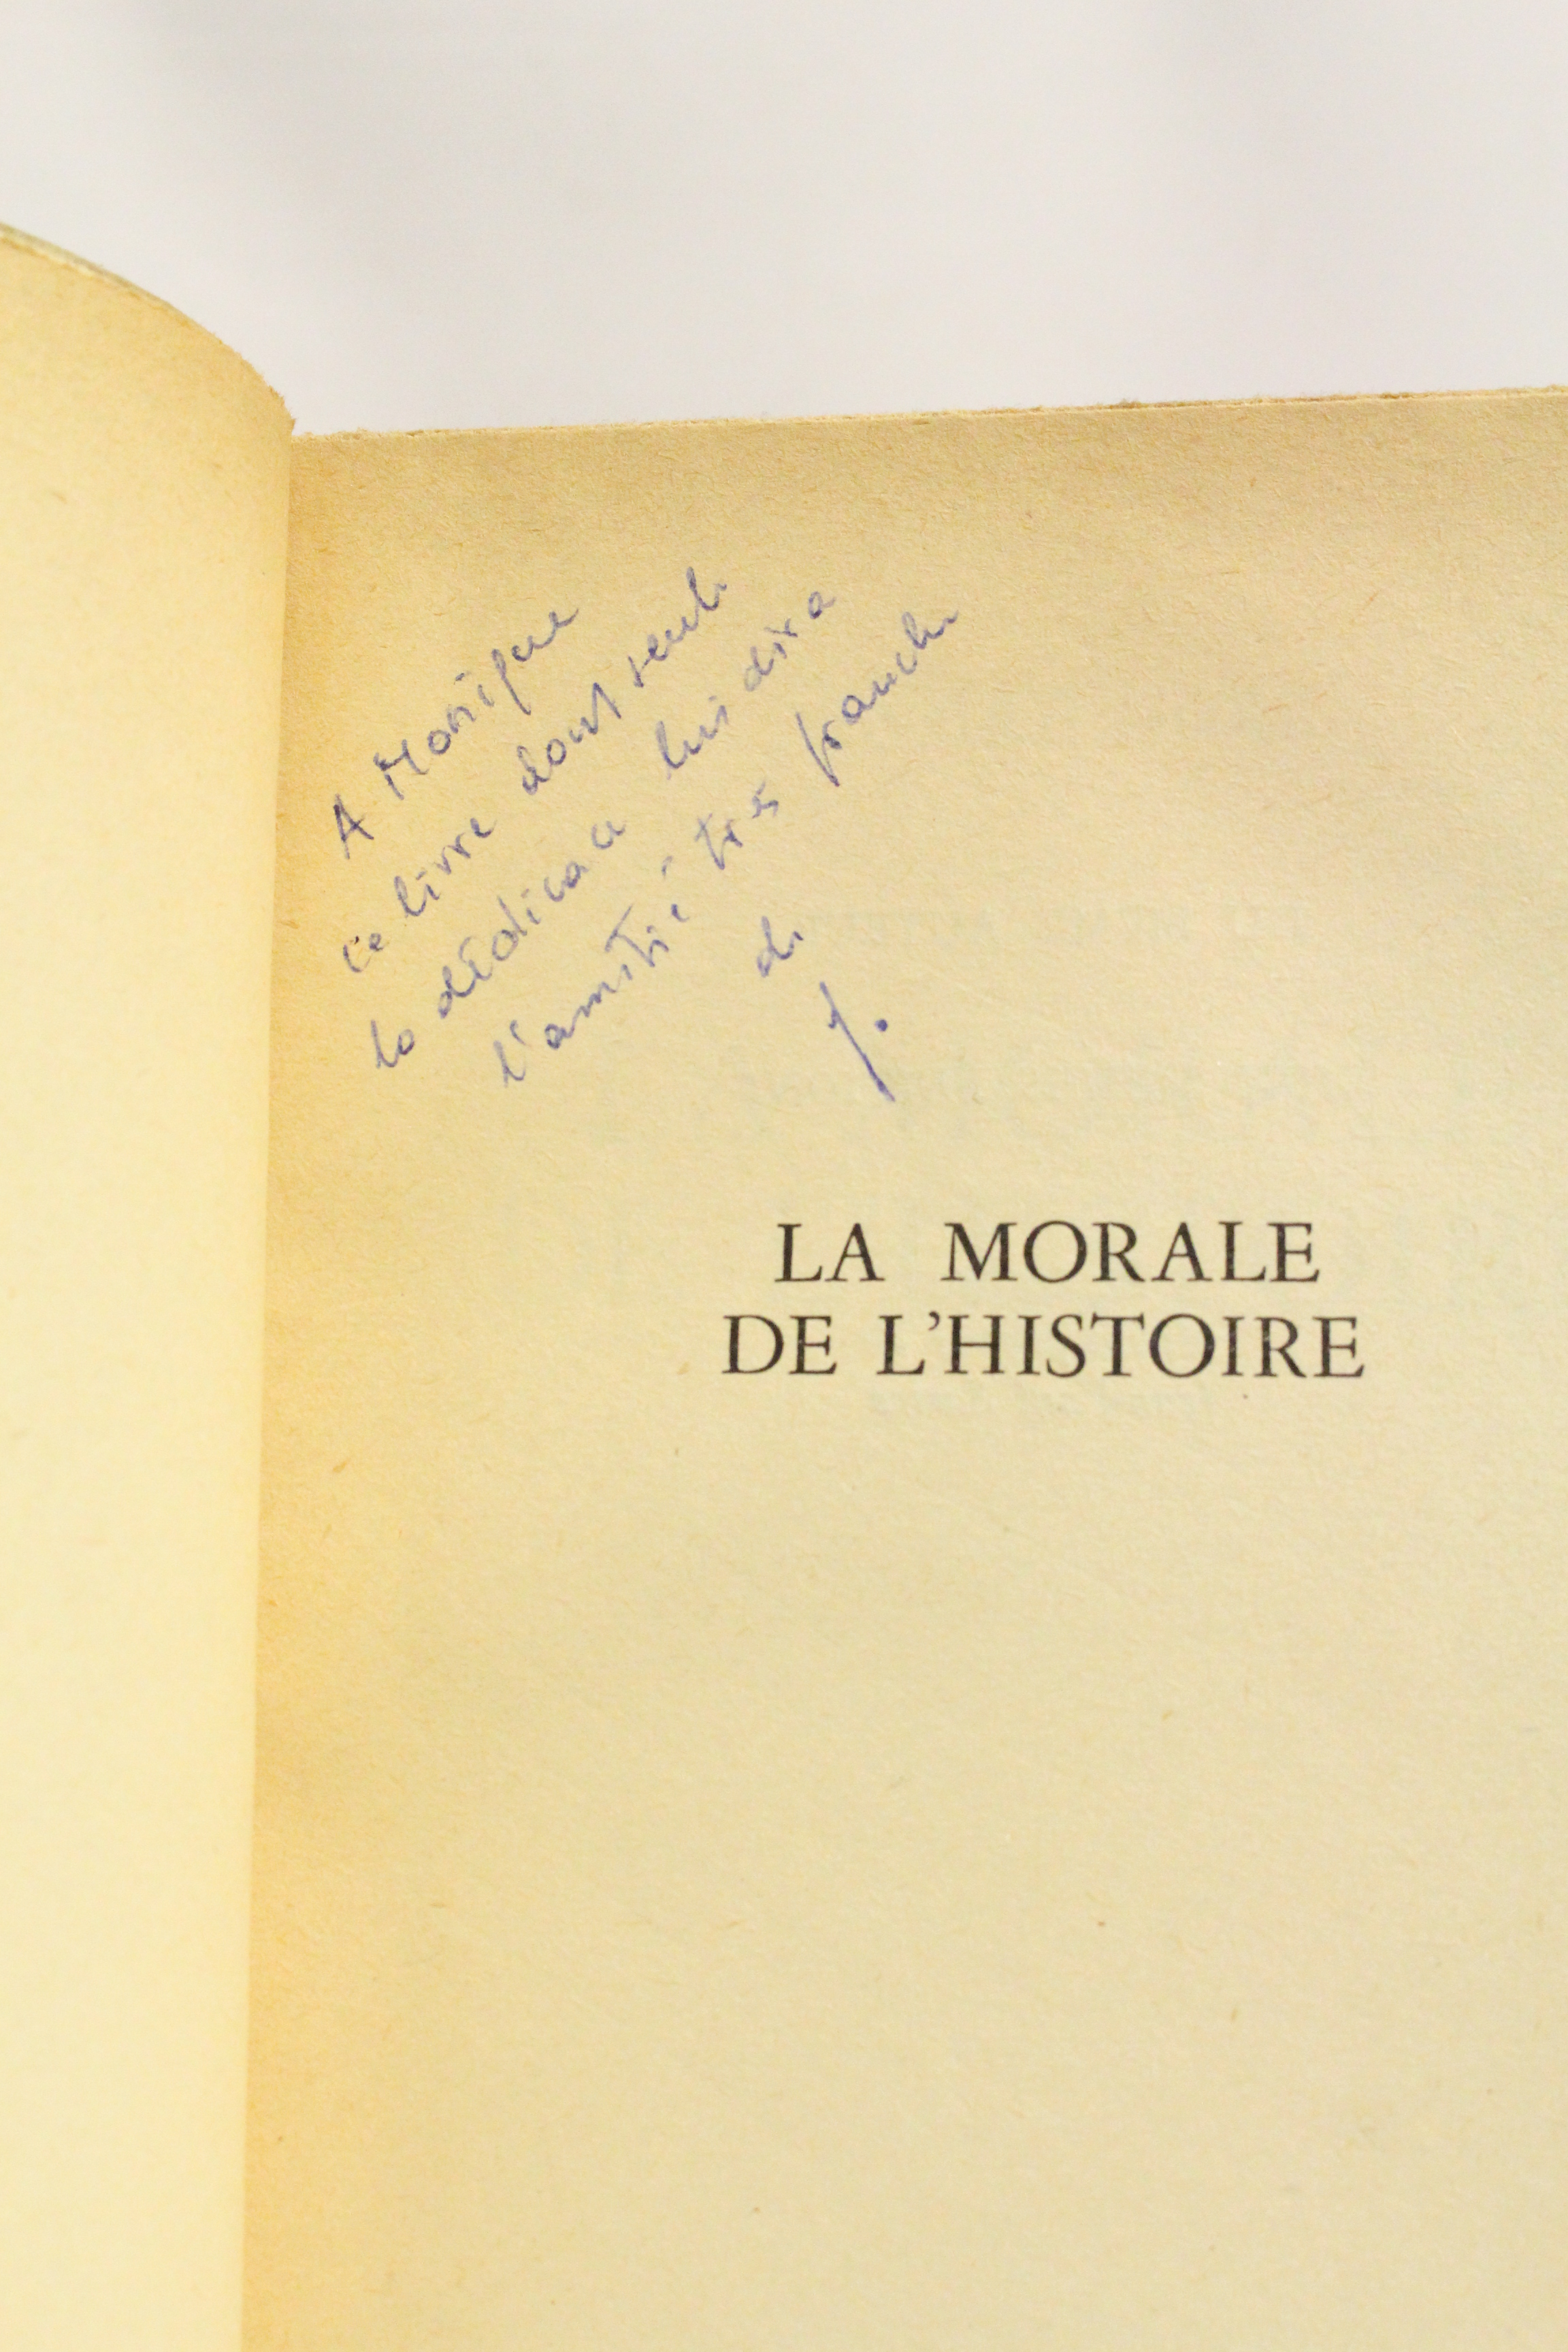 A Monique
ce livre dont seule
la dédicace lui dira
l'amitié très franche
de
J.
LA MORALE
DE L'HISTOIRE